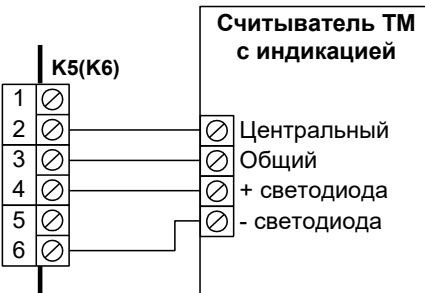 Считыватель ТМ
с индикацией
K5(K6)
1
2
3
4
5
6
Центральный
Общий
+ светодиода
- светодиода